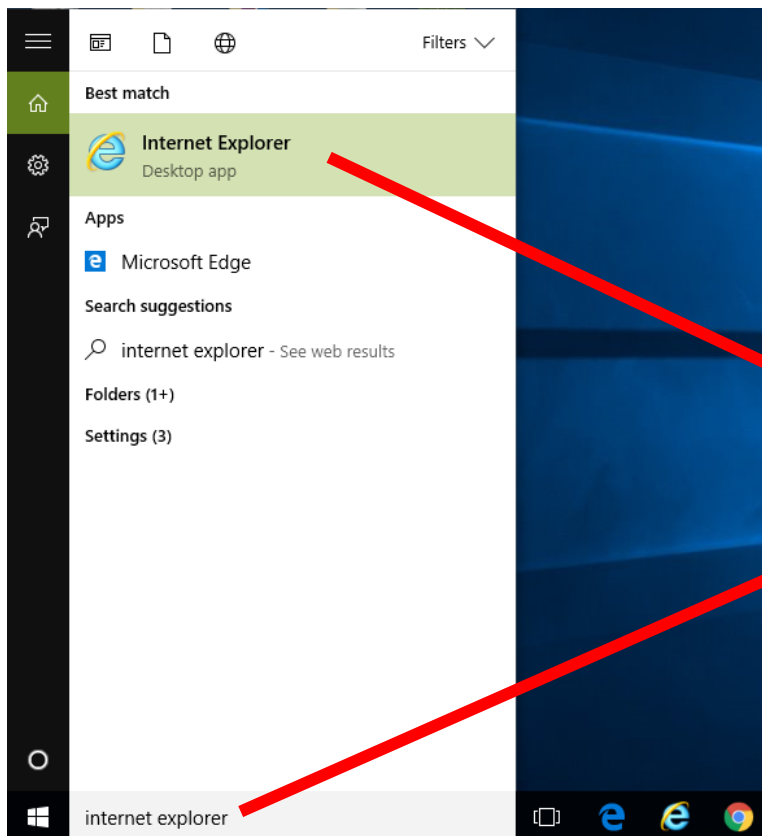 Filters
Best match
Internet Explorer
Desktop app
Apps
Microsoft Edge
Search suggestions
internet explorer - See web results
Folders (1+)
Settings (3)
internet explorer